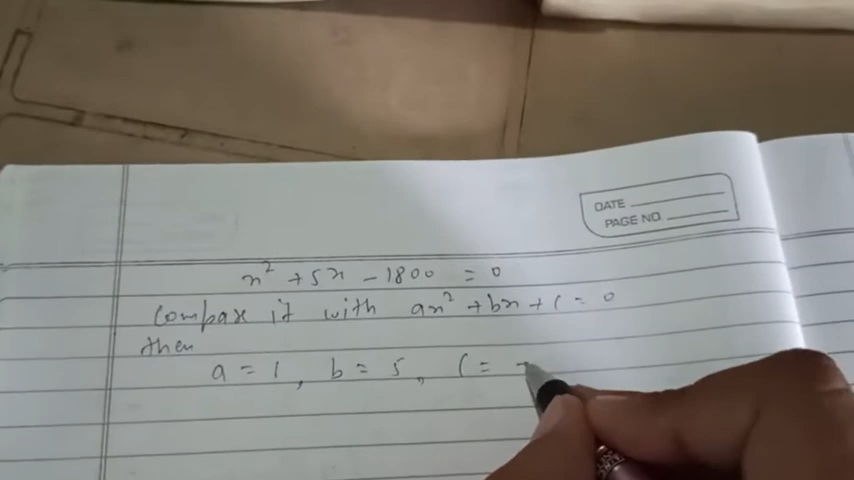 DATE
PAGE NO.
x² + 5x - 1800 = 0
Compare it with ax² + bx + c = 0
then
a = 1, b = 5, c = -